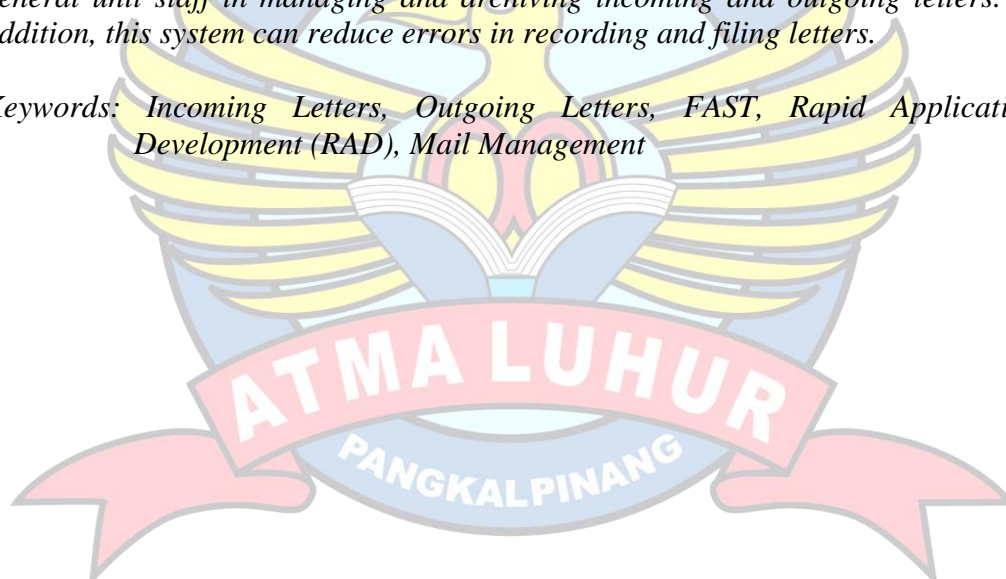 eneral unit staff in managing and archiving incoming and outgoing letters.
ddition, this system can reduce errors in recording and filing letters.
eywords: Incoming Letters, Outgoing Letters, FAST, Rapid Applicati
Development (RAD), Mail Management
ATMA LUHUR
PANGKALPINANG